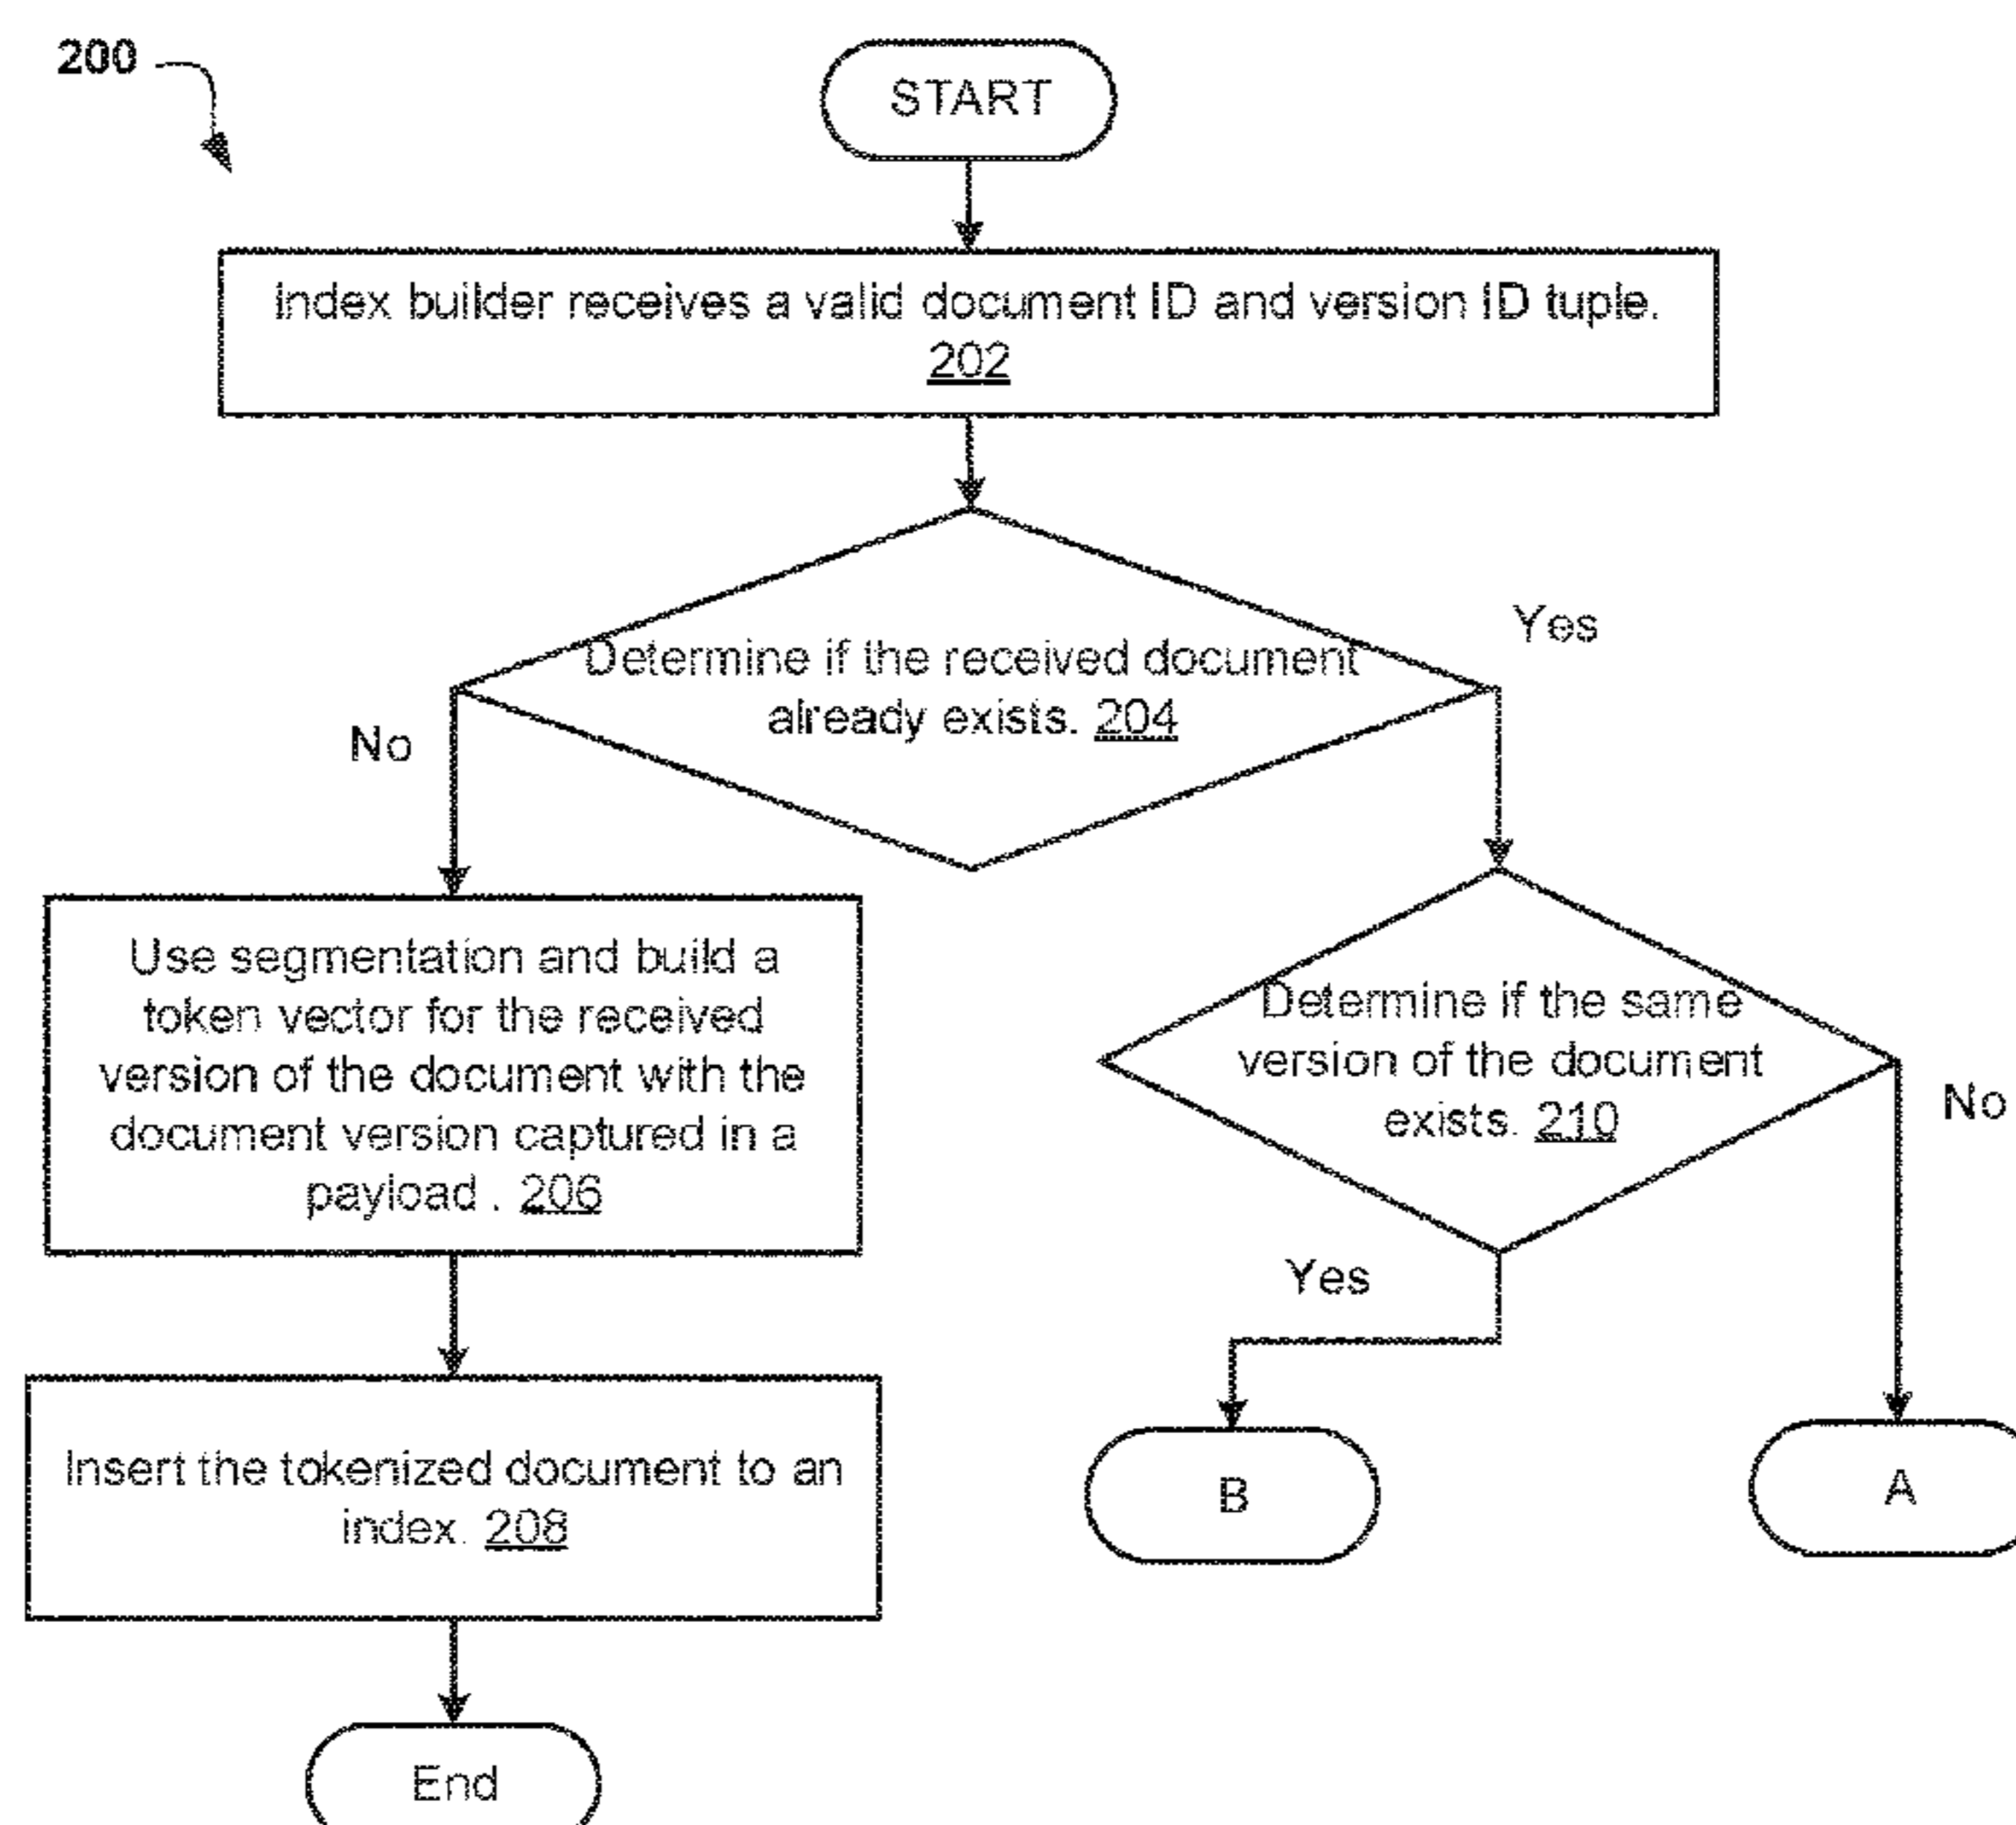 200
START
Index builder receives a valid document ID and version ID tuple.
202
Yes
Determine if the received document
already exists. 204
No
Use segmentation and build a
token vector for the received
version of the document with the
document version captured in a
payload . 206
Determine if the same
version of the document
exists. 210
No
Yes
Insert the tokenized document to an
index. 208
B
A
End